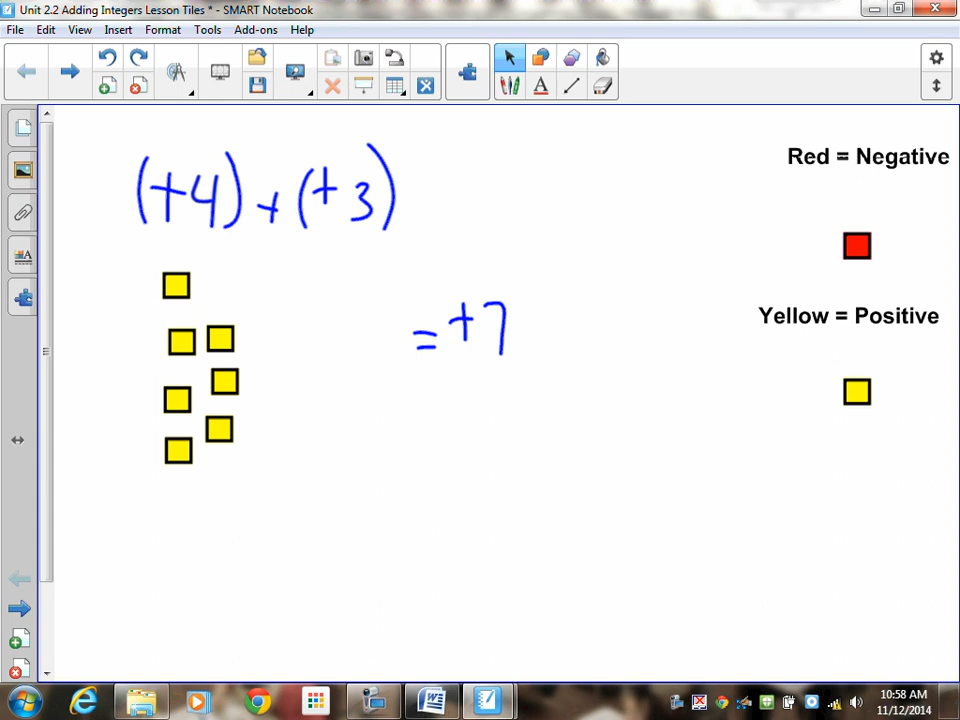 Unit 2.2 Adding Integers Lesson Tiles * - SMART Notebook
File Edit View Insert Format Tools Add-ons Help
(+4) + (+3)
Red = Negative
= +7
Yellow = Positive
10:58 AM
11/12/2014